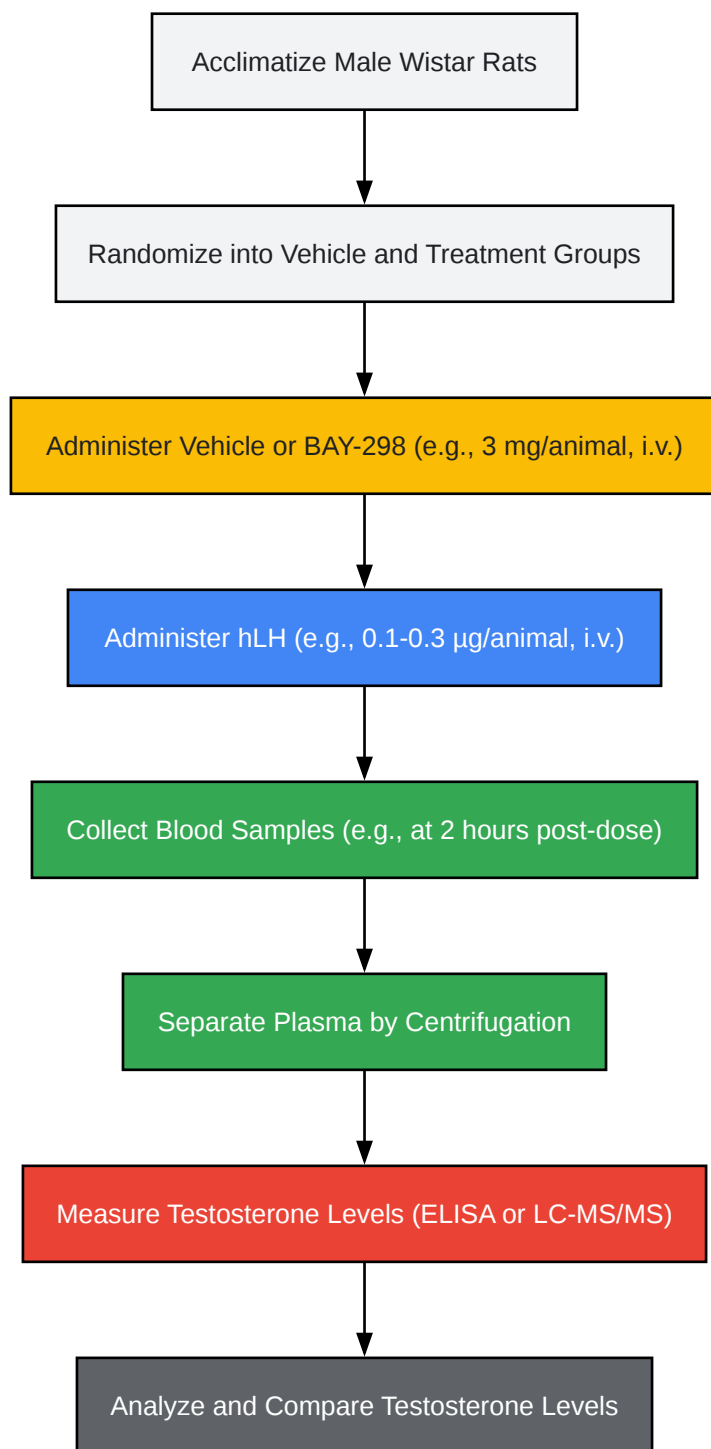 Acclimatize Male Wistar Rats
Randomize into Vehicle and Treatment Groups
Administer Vehicle or BAY-298 (e.g., 3 mg/animal, i.v.)
Administer hLH (e.g., 0.1-0.3 µg/animal, i.v.)
Collect Blood Samples (e.g., at 2 hours post-dose)
Separate Plasma by Centrifugation
Measure Testosterone Levels (ELISA or LC-MS/MS)
Analyze and Compare Testosterone Levels